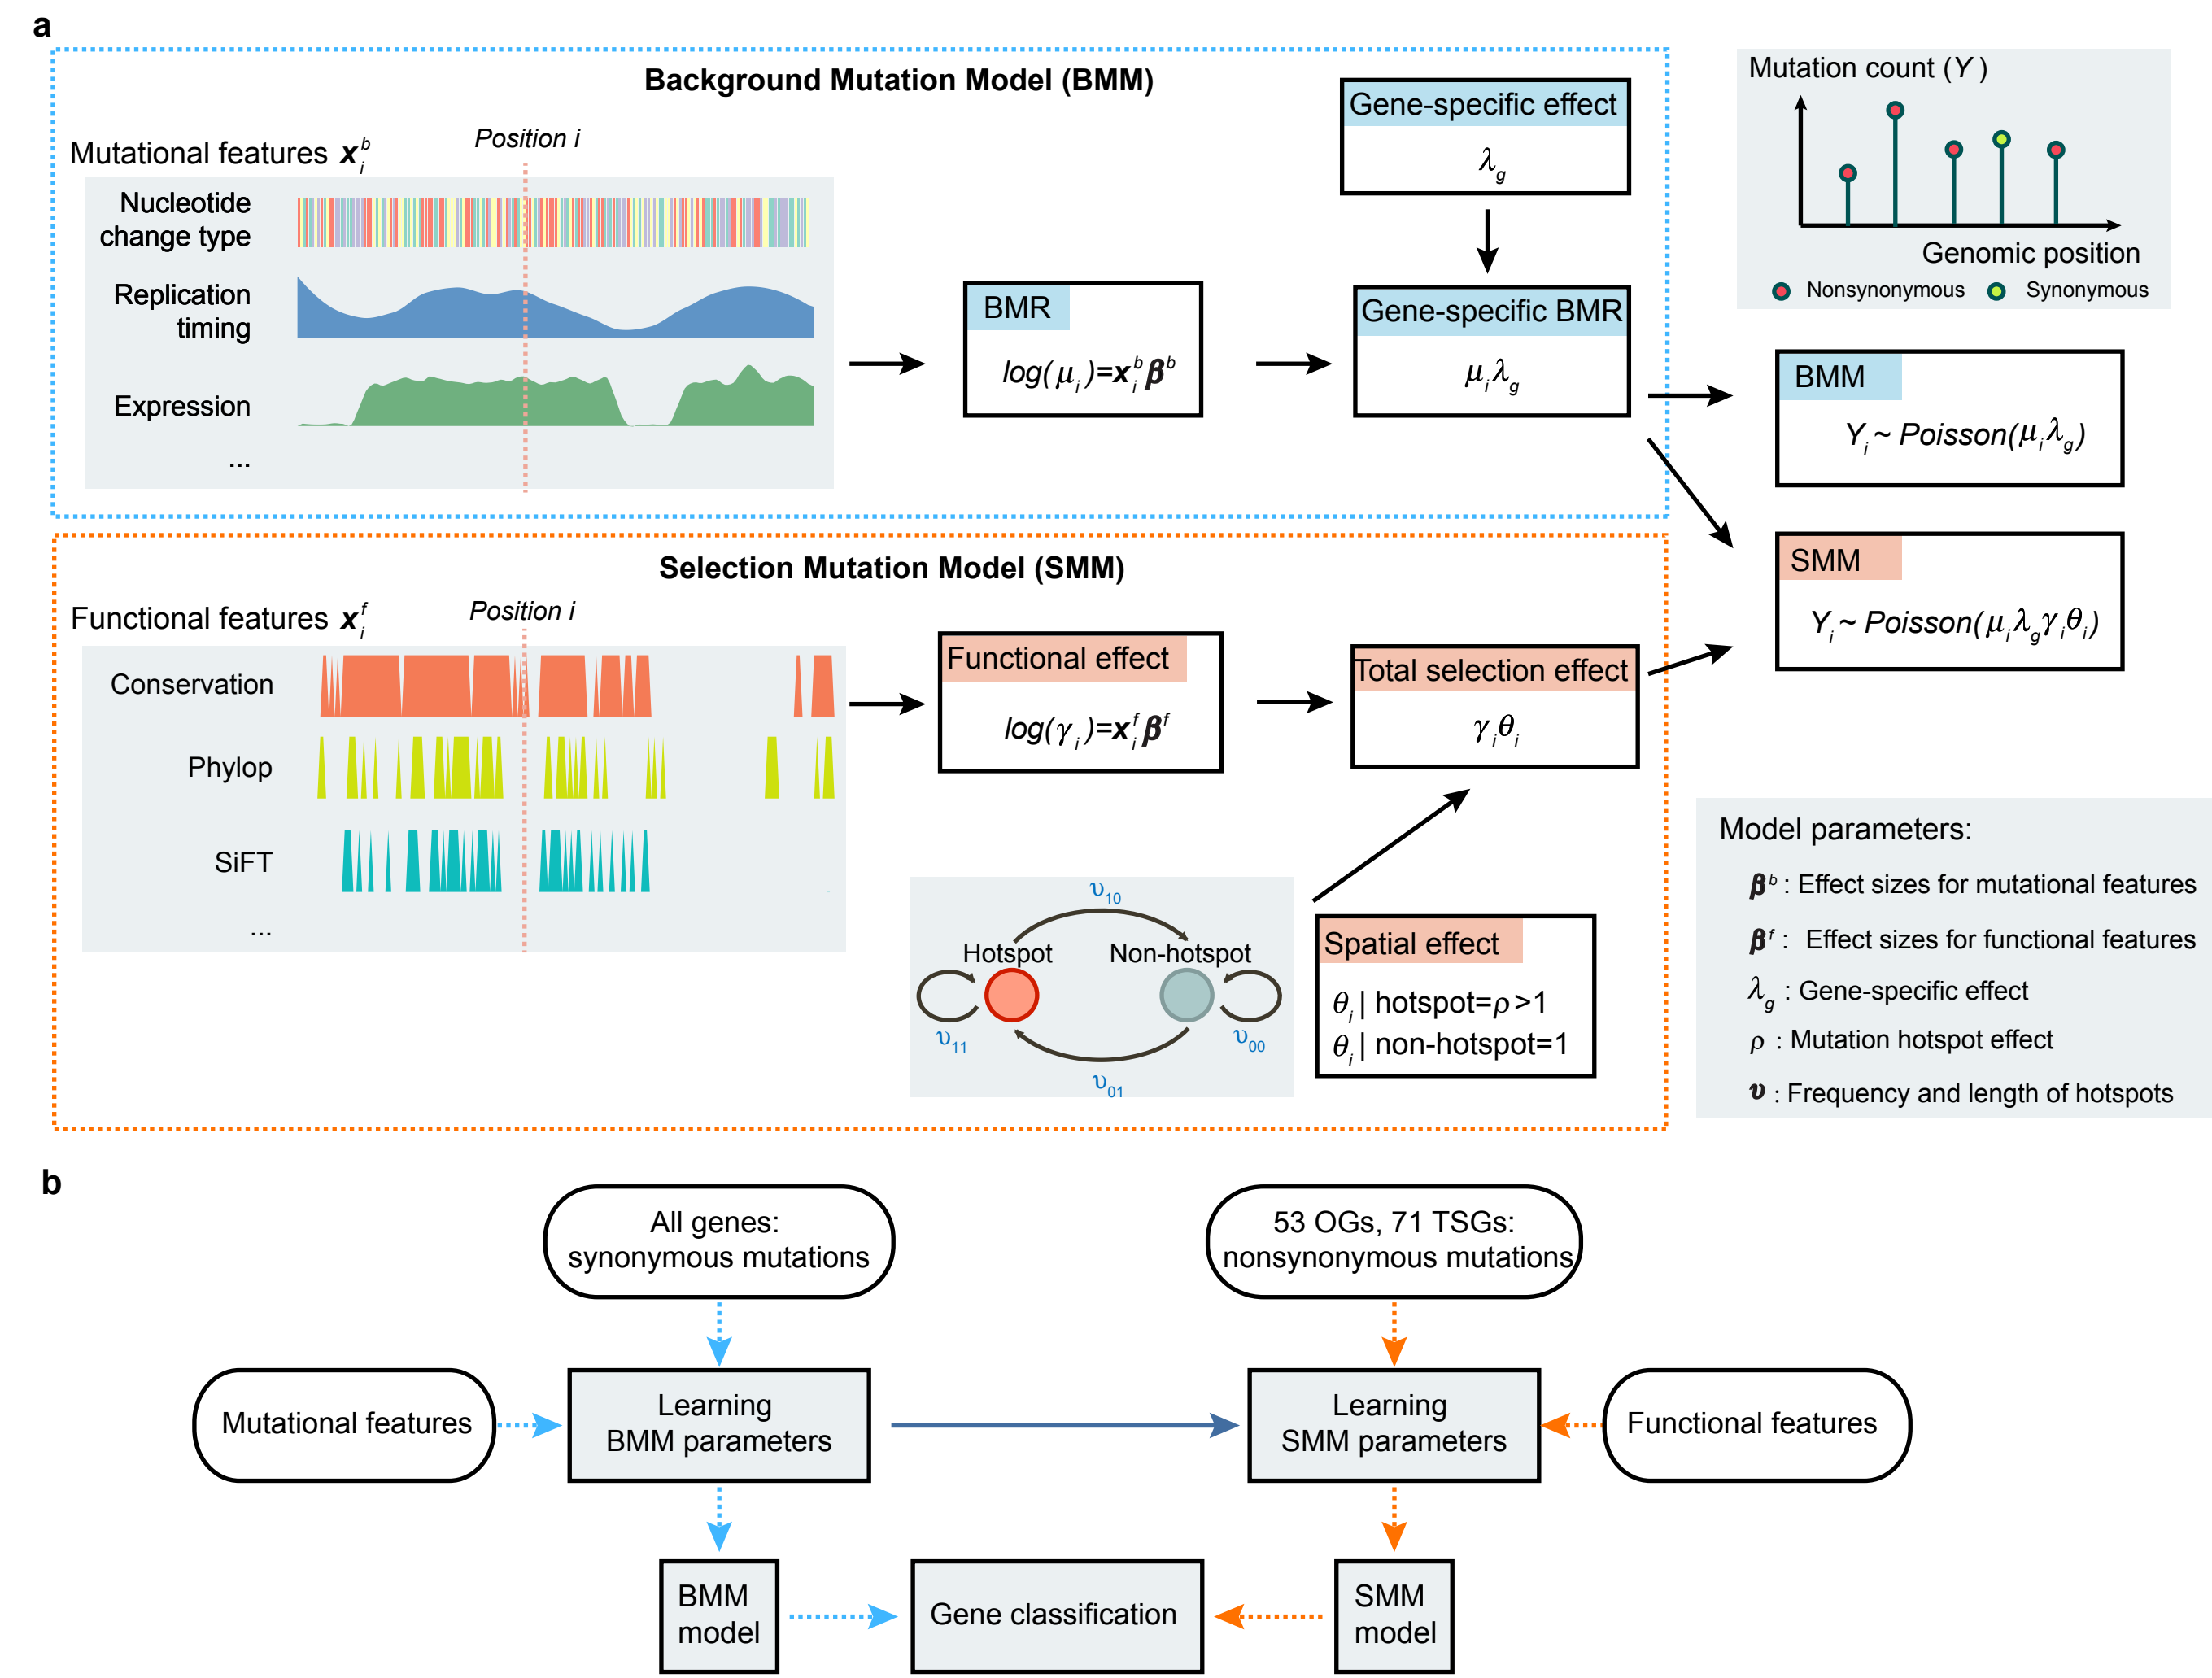 a
Background Mutation Model (BMM)
Mutational features x_i^b
Position i
Nucleotide
change type
Replication
timing
Expression
...
BMR
log(μ_i)=x_i^b β^b
Gene-specific effect
λ_g
Gene-specific BMR
μ_i λ_g
Mutation count (Y)
Genomic position
Nonsynonymous
Synonymous
BMM
Y_i ~ Poisson(μ_i λ_g)
SMM
Y_i ~ Poisson(μ_i λ_g γ_i θ_i)
Selection Mutation Model (SMM)
Functional features x_i^f
Position i
Conservation
Phylop
SiFT
...
Functional effect
log(γ_i)=x_i^f β^f
Total selection effect
γ_i θ_i
υ_10
Hotspot
Non-hotspot
υ_11
υ_00
υ_01
Spatial effect
θ_i | hotspot=ρ>1
θ_i | non-hotspot=1
Model parameters:
β^b : Effect sizes for mutational features
β^f : Effect sizes for functional features
λ_g : Gene-specific effect
ρ : Mutation hotspot effect
υ : Frequency and length of hotspots
b
All genes:
synonymous mutations
53 OGs, 71 TSGs:
nonsynonymous mutations
Mutational features
Learning
BMM parameters
Learning
SMM parameters
Functional features
BMM
model
Gene classification
SMM
model